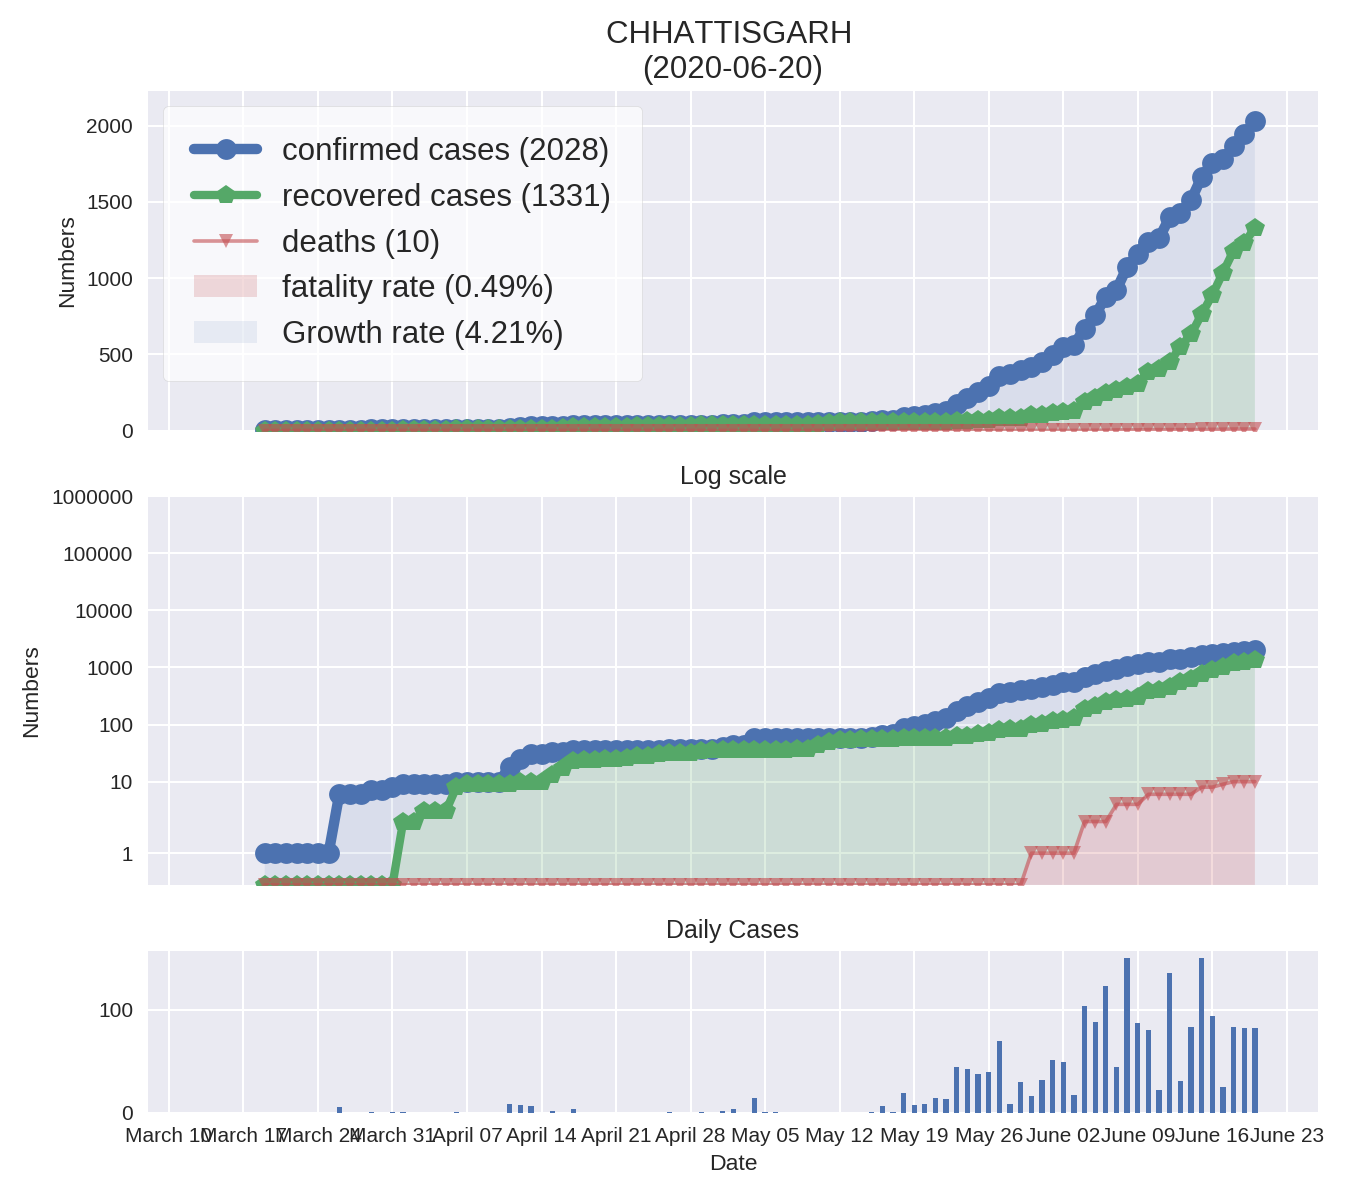 CHHATTISGARH
(2020-06-20)
2000
1500
1000
500
0
Numbers
confirmed cases (2028)
recovered cases (1331)
deaths (10)
fatality rate (0.49%)
Growth rate (4.21%)
Log scale
1000000
100000
10000
1000
100
10
1
Numbers
Daily Cases
100
0
March 10 March 17 March 24 March 31 April 07 April 14 April 21 April 28 May 05 May 12 May 19 May 26 June 02 June 09 June 16 June 23
Date